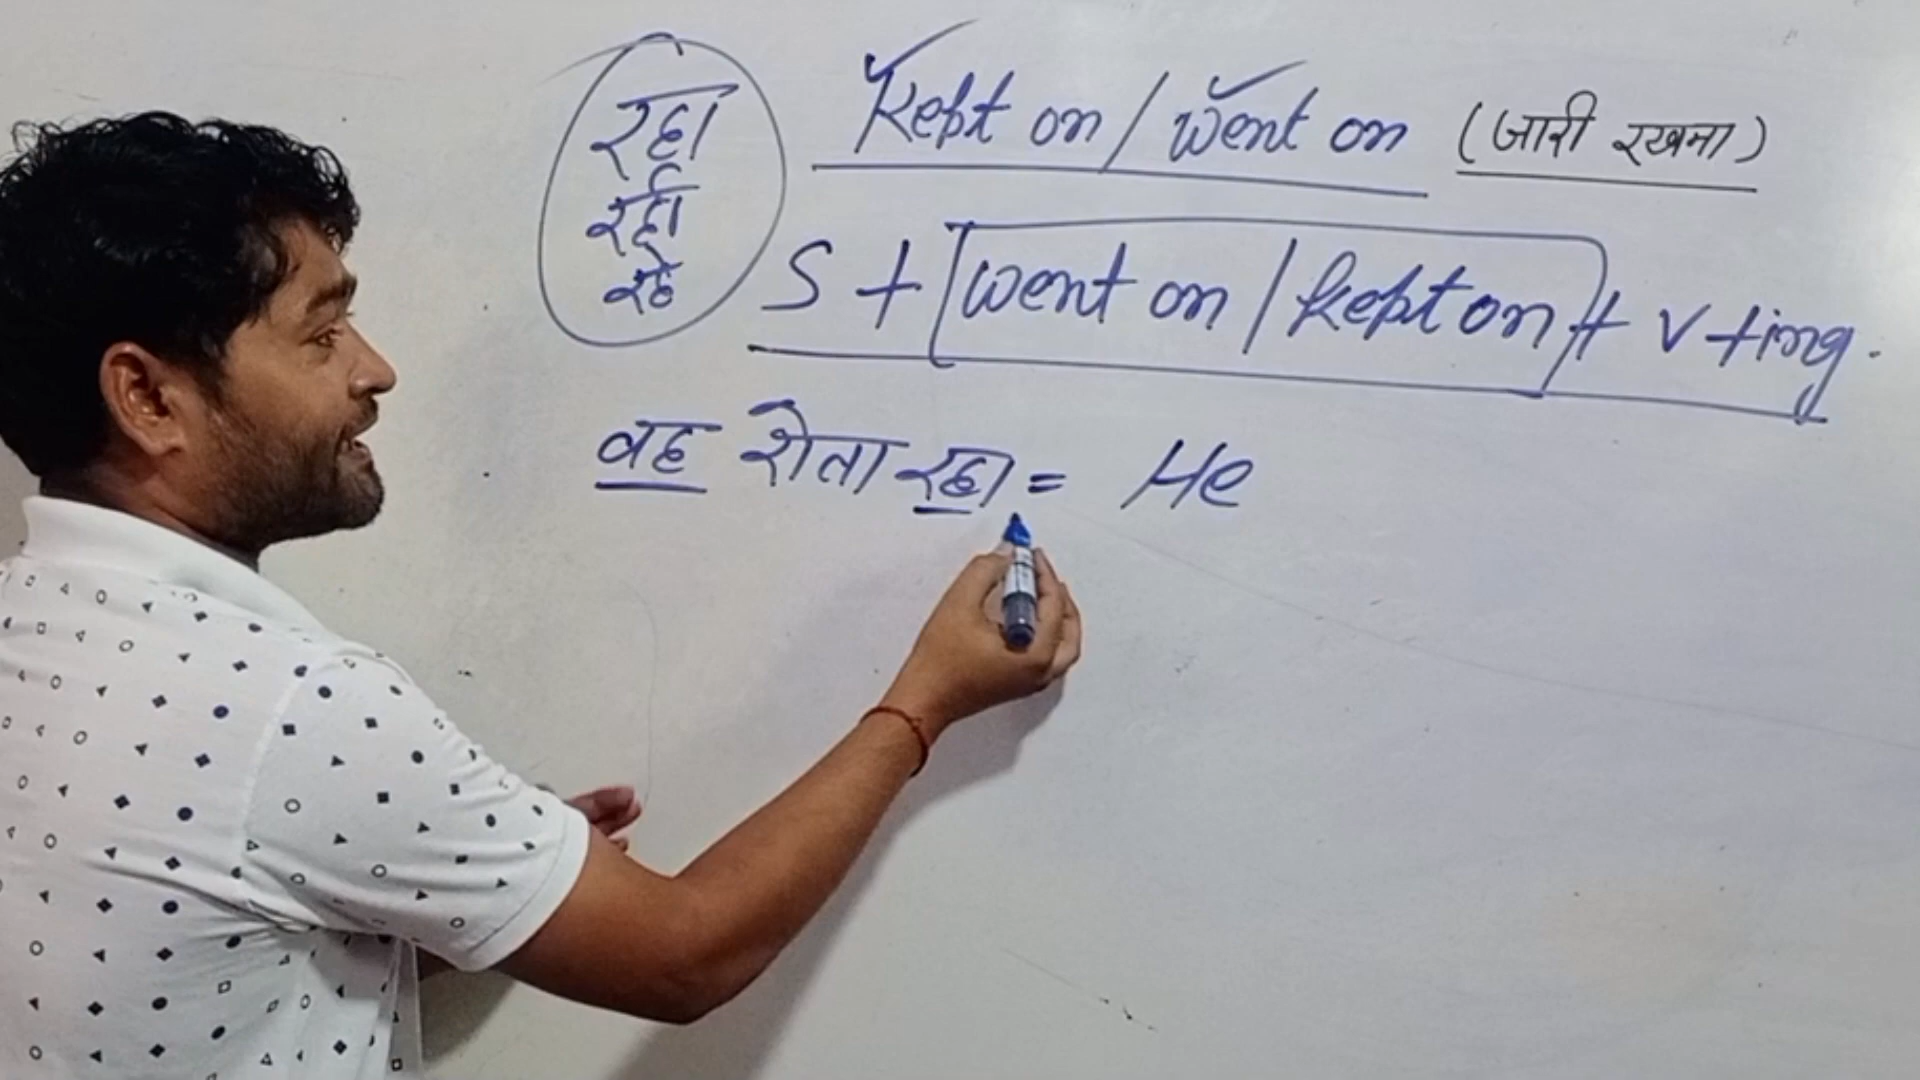 रहा
रही
रहे
Kept on / Went on (जारी रखना)
S + [went on / kept on] + V + ing.
वह रोता रहा = He